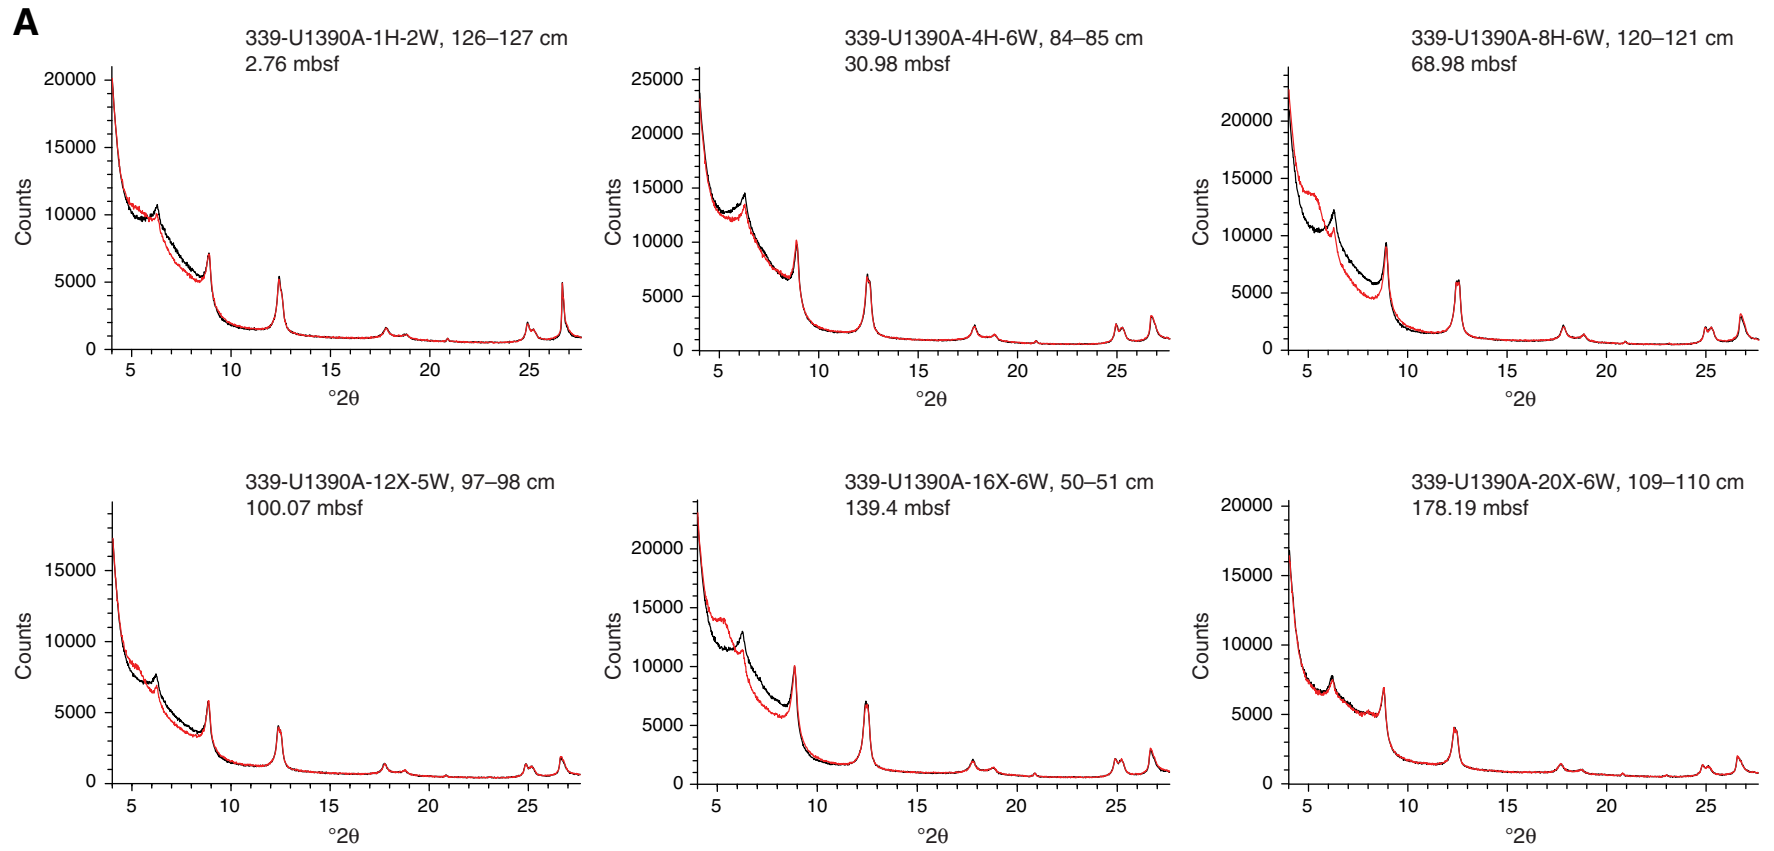 A
339-U1390A-1H-2W, 126–127 cm
2.76 mbsf
20000
15000
10000
5000
0
Counts
5 10 15 20 25
°2θ
339-U1390A-4H-6W, 84–85 cm
30.98 mbsf
25000
20000
15000
10000
5000
0
Counts
5 10 15 20 25
°2θ
339-U1390A-8H-6W, 120–121 cm
68.98 mbsf
20000
15000
10000
5000
0
Counts
5 10 15 20 25
°2θ
339-U1390A-12X-5W, 97–98 cm
100.07 mbsf
15000
10000
5000
0
Counts
5 10 15 20 25
°2θ
339-U1390A-16X-6W, 50–51 cm
139.4 mbsf
20000
15000
10000
5000
0
Counts
5 10 15 20 25
°2θ
339-U1390A-20X-6W, 109–110 cm
178.19 mbsf
20000
15000
10000
5000
0
Counts
5 10 15 20 25
°2θ